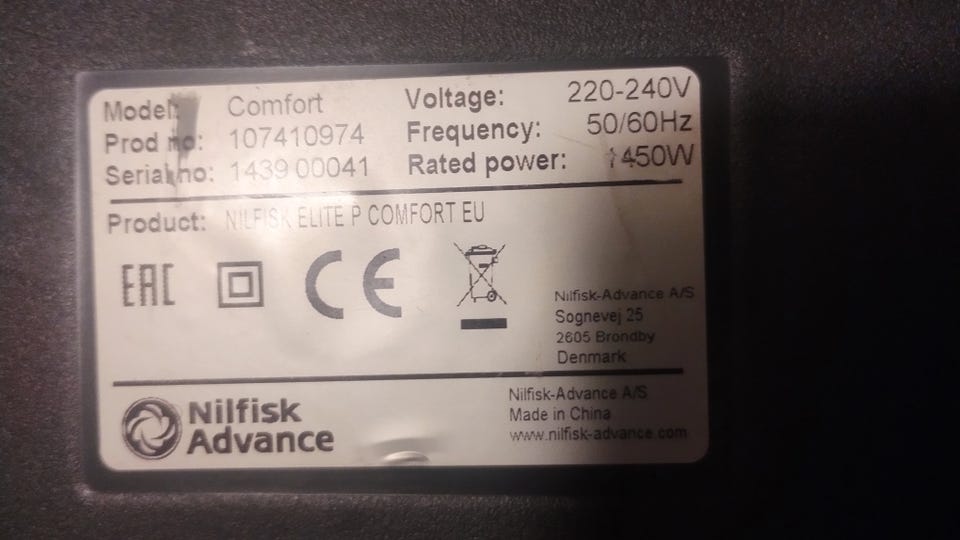 Model: Comfort
Prod no: 107410974
Serial no: 1439 00041
Voltage: 220-240V
Frequency: 50/60Hz
Rated power: 1450W
Product: NILFISK ELITE P COMFORT EU
EAC
CE
Nilfisk-Advance A/S
Sognevej 25
2605 Brondby
Denmark
Nilfisk
Advance
Nilfisk-Advance A/S
Made in China
www.nilfisk-advance.com